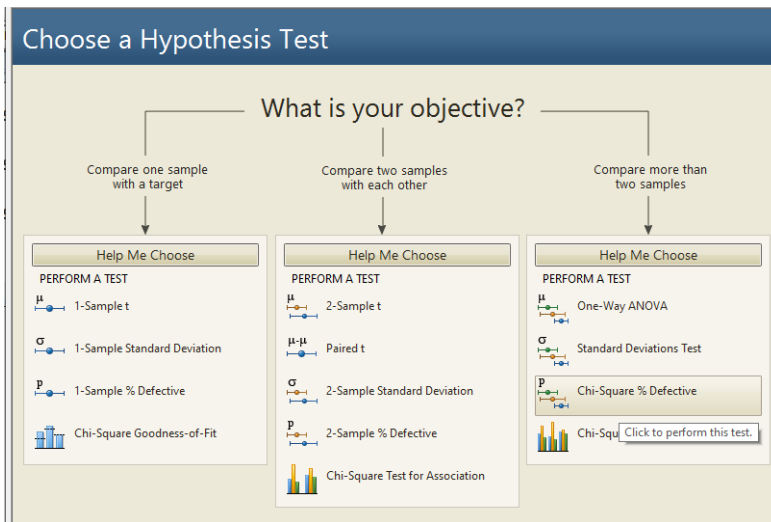 Choose a Hypothesis Test
What is your objective?
Compare one sample
with a target
Compare two samples
with each other
Compare more than
two samples
Help Me Choose
PERFORM A TEST
μ
1-Sample t
σ
1-Sample Standard Deviation
p
1-Sample % Defective
Chi-Square Goodness-of-Fit
Help Me Choose
PERFORM A TEST
μ
2-Sample t
μ-μ
Paired t
σ
2-Sample Standard Deviation
p
2-Sample % Defective
Chi-Square Test for Association
Help Me Choose
PERFORM A TEST
μ
One-Way ANOVA
σ
Standard Deviations Test
p
Chi-Square % Defective
Chi-Squ
Click to perform this test.